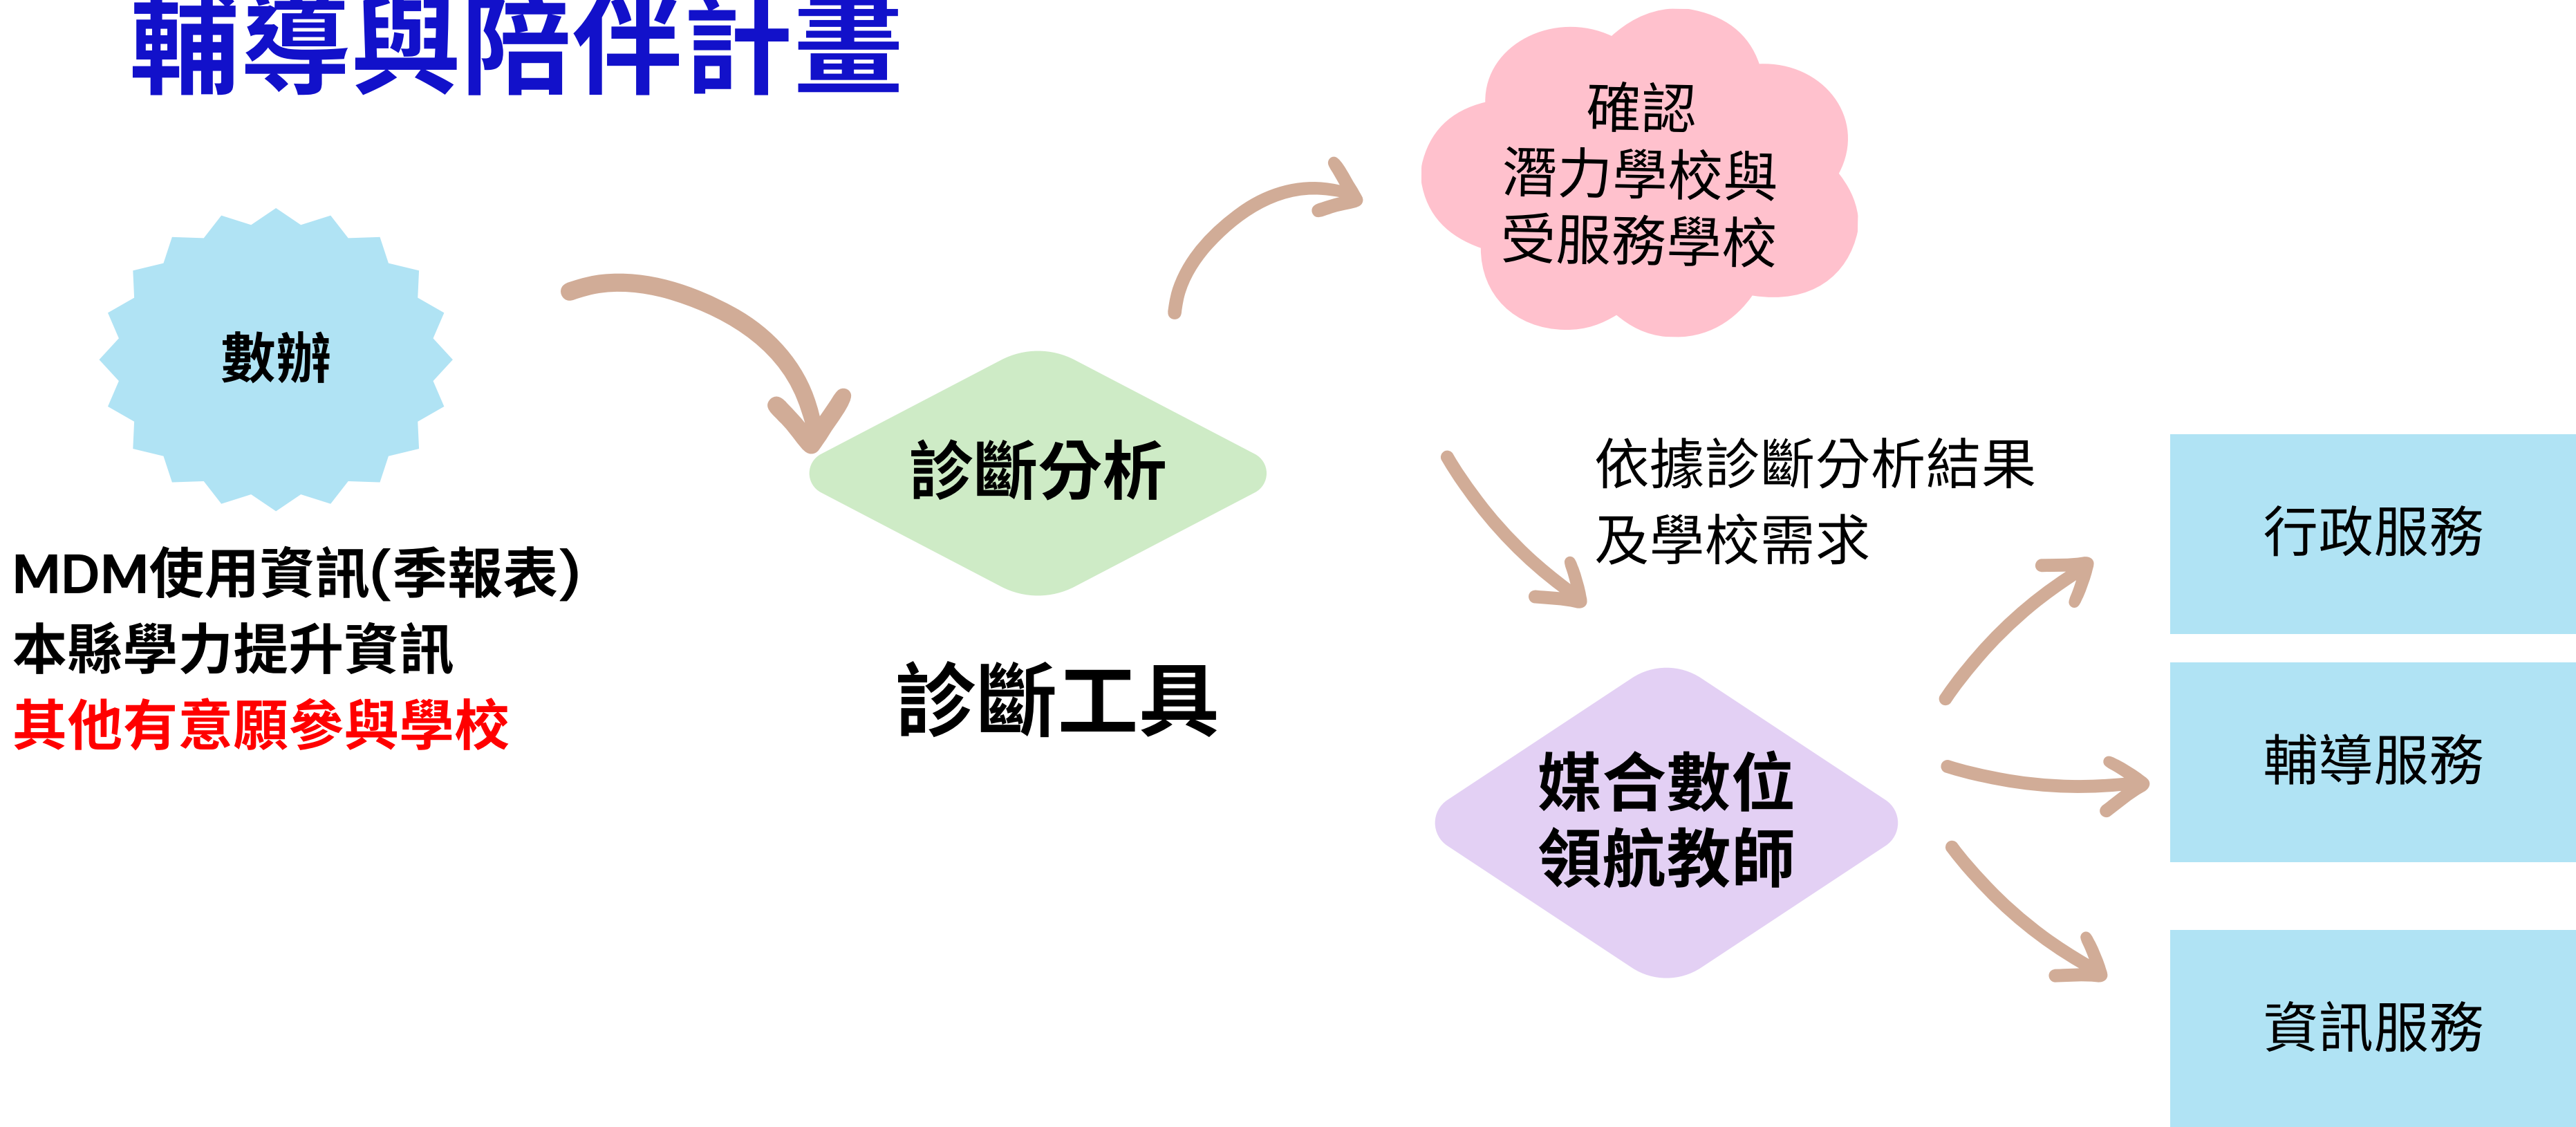 輔導與陪伴計畫
數辦
MDM使用資訊(季報表)
本縣學力提升資訊
其他有意願參與學校
診斷分析
診斷工具
確認
潛力學校與
受服務學校
依據診斷分析結果
及學校需求
媒合數位
領航教師
行政服務
輔導服務
資訊服務